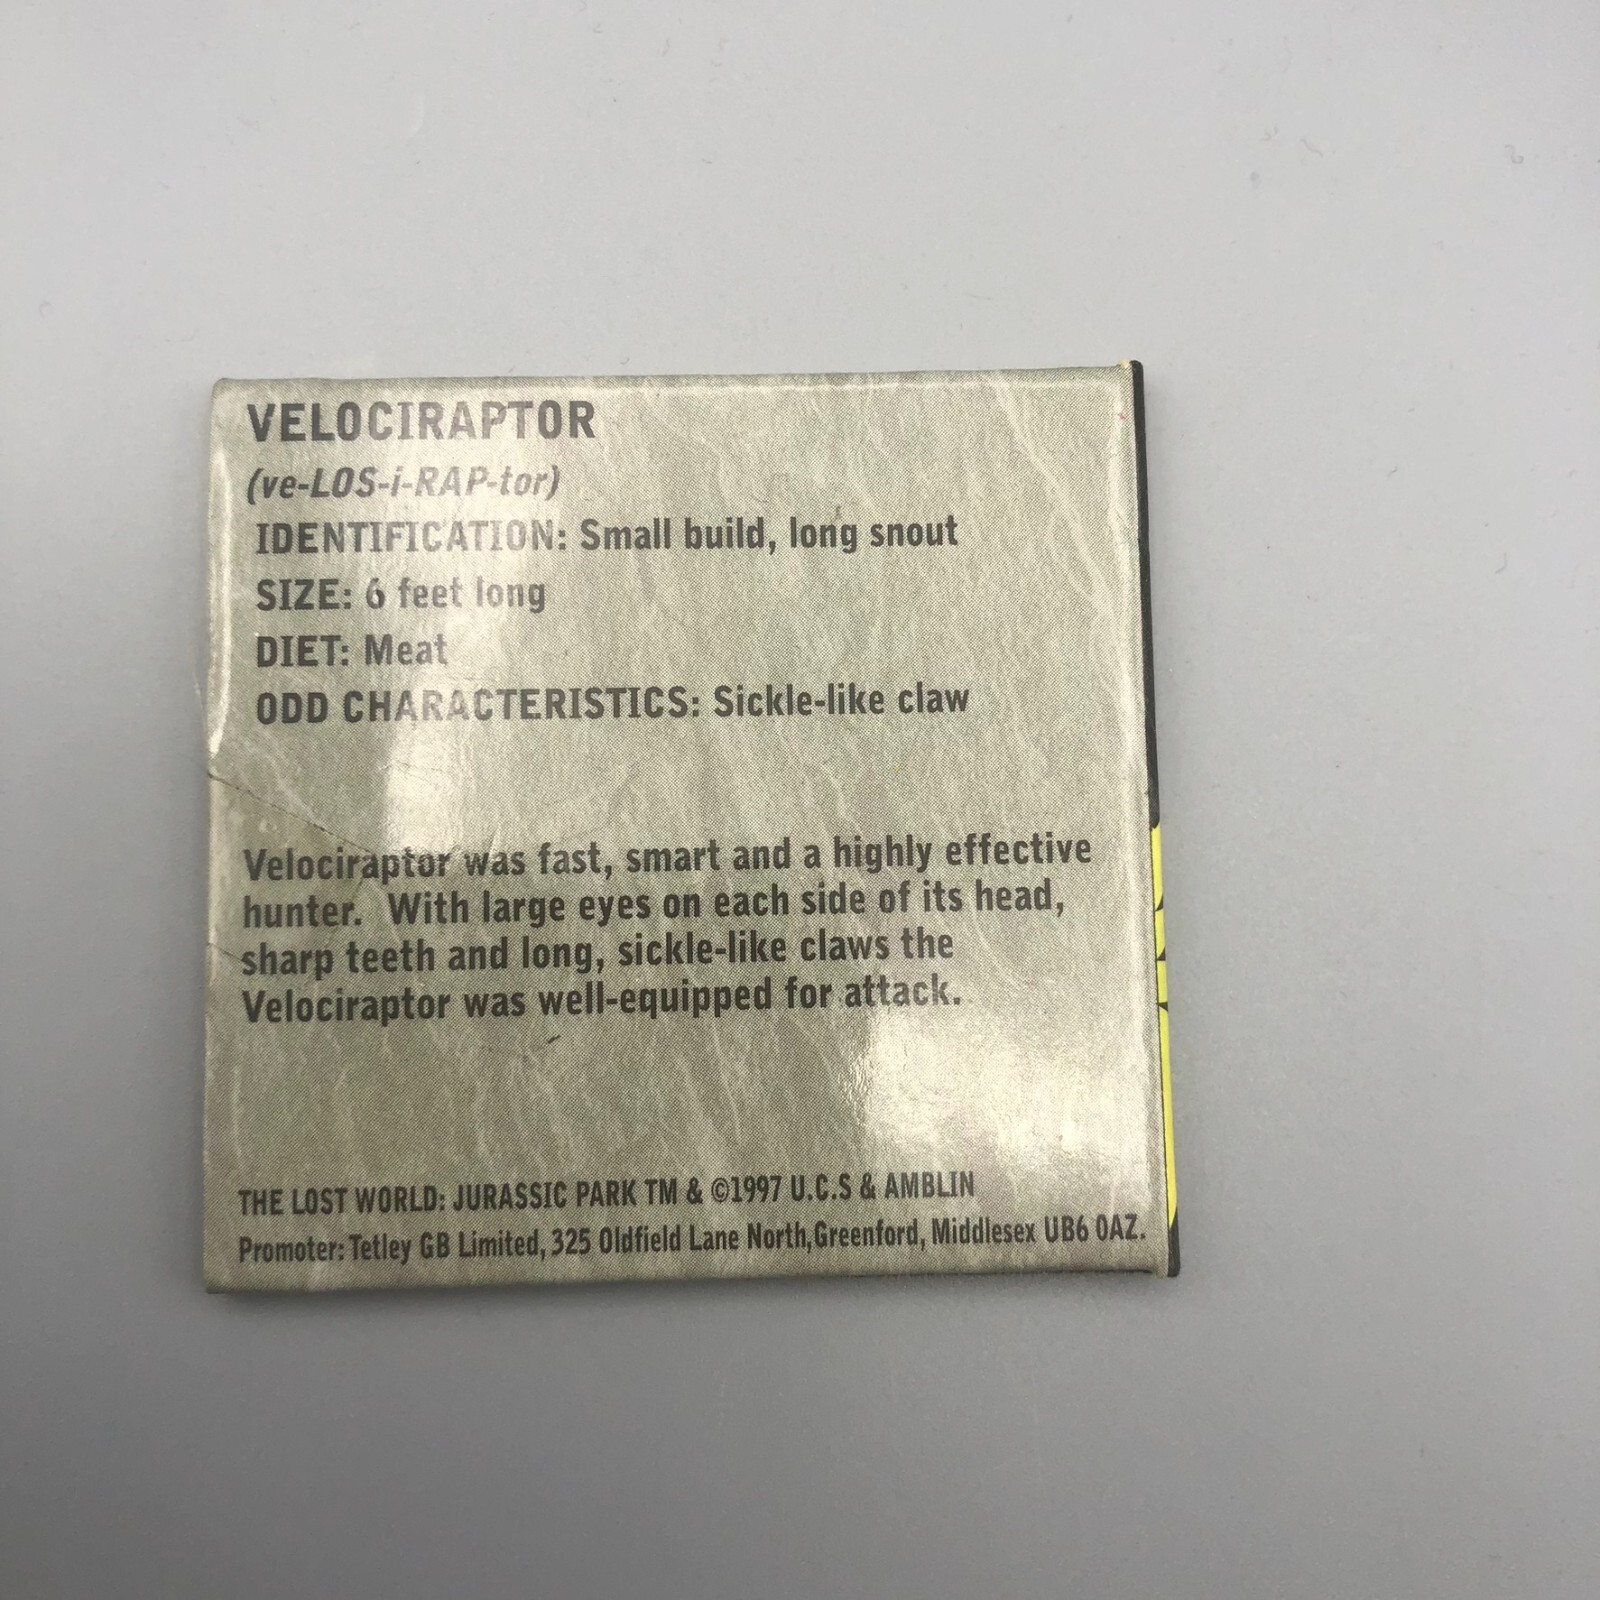 VELOCIRAPTOR
(ve-LOS-i-RAP-tor)
IDENTIFICATION: Small build, long snout
SIZE: 6 feet long
DIET: Meat
ODD CHARACTERISTICS: Sickle-like claw
Velociraptor was fast, smart and a highly effective
hunter. With large eyes on each side of its head,
sharp teeth and long, sickle-like claws the
Velociraptor was well-equipped for attack.
THE LOST WORLD: JURASSIC PARK TM & ©1997 U.C.S & AMBLIN
Promoter: Tetley GB Limited, 325 Oldfield Lane North,Greenford, Middlesex UB6 0AZ.